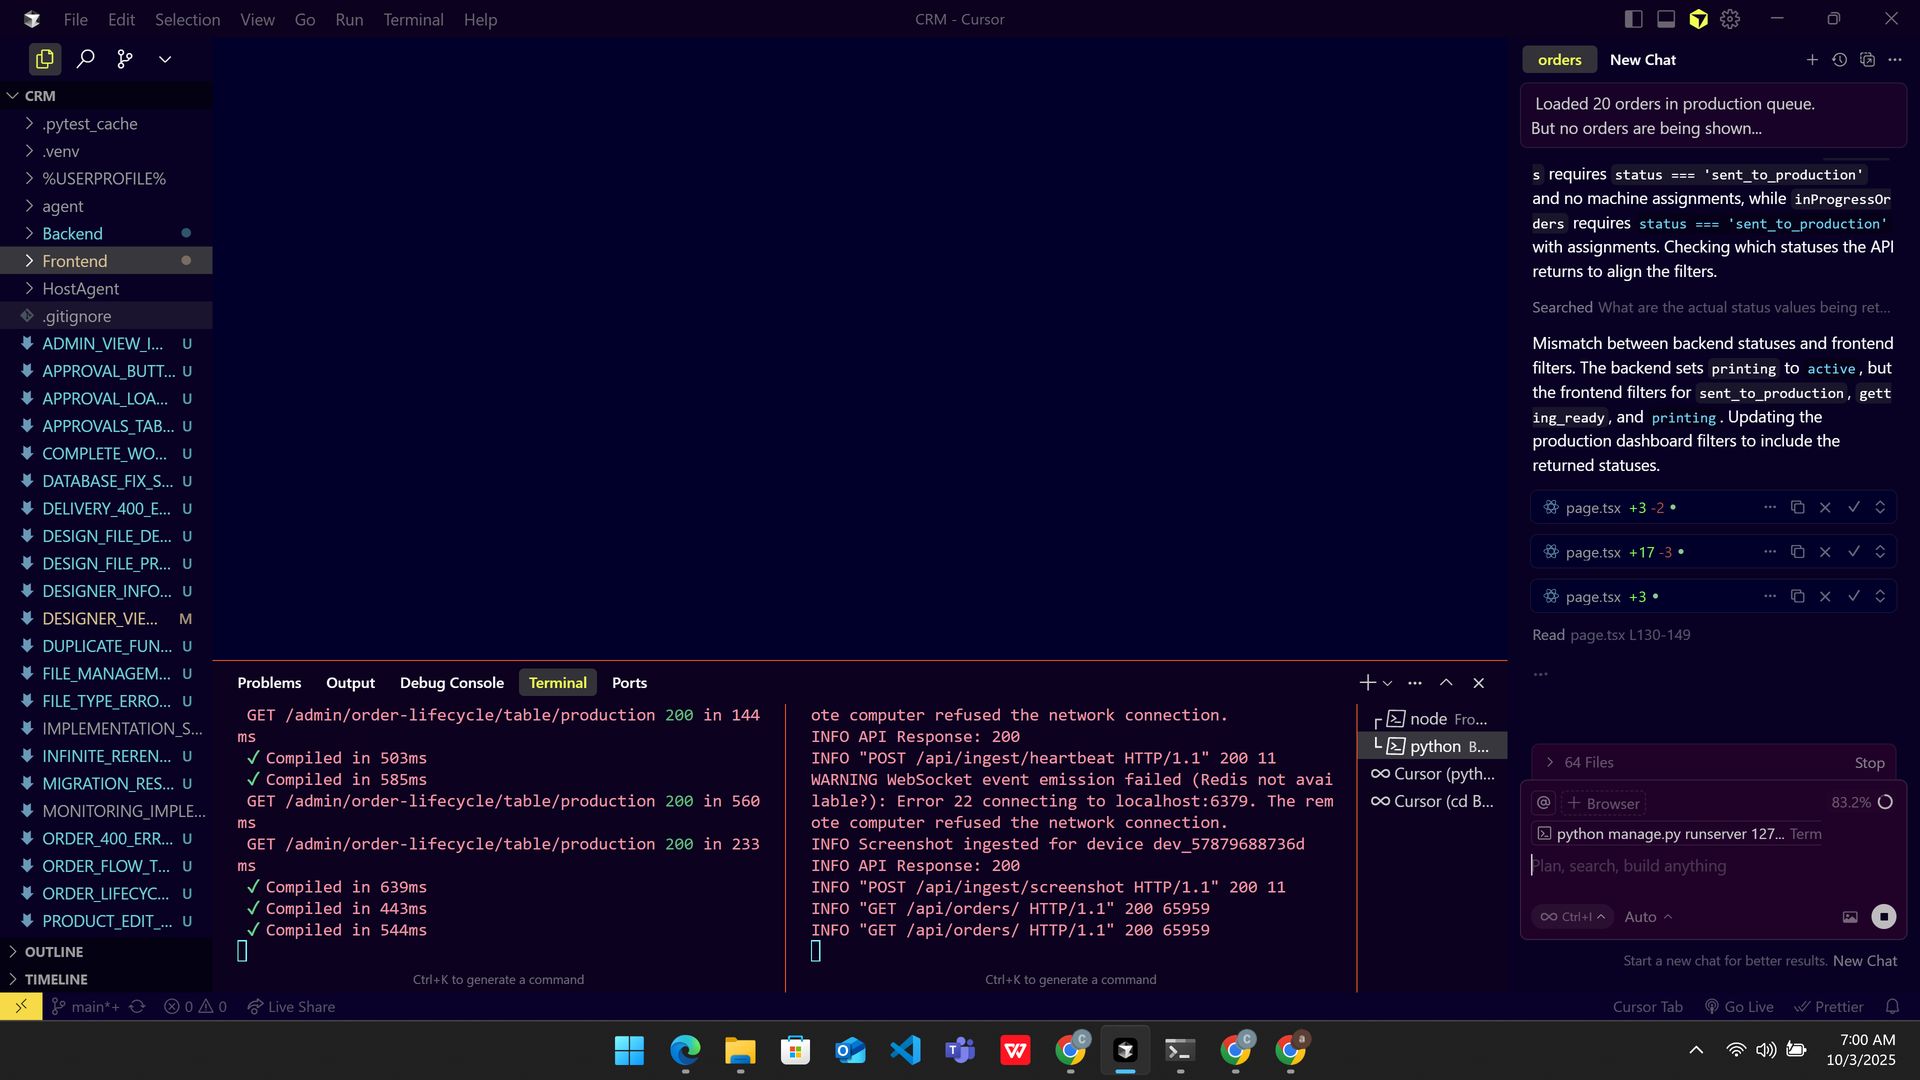 File Edit Selection View Go Run Terminal Help
CRM - Cursor
CRM
.pytest_cache
.venv
%USERPROFILE%
agent
Backend
Frontend
HostAgent
.gitignore
ADMIN_VIEW_I... U
APPROVAL_BUTT... U
APPROVAL_LOA... U
APPROVALS_TAB... U
COMPLETE_WO... U
DATABASE_FIX_S... U
DELIVERY_400_E... U
DESIGN_FILE_DE... U
DESIGN_FILE_PR... U
DESIGNER_INFO... U
DESIGNER_VIE... M
DUPLICATE_FUN... U
FILE_MANAGEM... U
FILE_TYPE_ERRO... U
IMPLEMENTATION_S...
INFINITE_REREN... U
MIGRATION_RES... U
MONITORING_IMPLE...
ORDER_400_ERR... U
ORDER_FLOW_T... U
ORDER_LIFECYC... U
PRODUCT_EDIT_... U
OUTLINE
TIMELINE
Problems Output Debug Console Terminal Ports
GET /admin/order-lifecycle/table/production 200 in 144
ms
✓ Compiled in 503ms
✓ Compiled in 585ms
GET /admin/order-lifecycle/table/production 200 in 560
ms
GET /admin/order-lifecycle/table/production 200 in 233
ms
✓ Compiled in 639ms
✓ Compiled in 443ms
✓ Compiled in 544ms
Ctrl+K to generate a command
ote computer refused the network connection.
INFO API Response: 200
INFO "POST /api/ingest/heartbeat HTTP/1.1" 200 11
WARNING WebSocket event emission failed (Redis not avai
lable?): Error 22 connecting to localhost:6379. The rem
ote computer refused the network connection.
INFO Screenshot ingested for device dev_57879688736d
INFO API Response: 200
INFO "POST /api/ingest/screenshot HTTP/1.1" 200 11
INFO "GET /api/orders/ HTTP/1.1" 200 65959
INFO "GET /api/orders/ HTTP/1.1" 200 65959
Ctrl+K to generate a command
node Fro...
python B...
Cursor (pyth...
Cursor (cd B...
orders New Chat
Loaded 20 orders in production queue.
But no orders are being shown...
s requires status === 'sent_to_production'
and no machine assignments, while inProgressOr
ders requires status === 'sent_to_production'
with assignments. Checking which statuses the API
returns to align the filters.
Searched What are the actual status values being ret...
Mismatch between backend statuses and frontend
filters. The backend sets printing to active, but
the frontend filters for sent_to_production, gett
ing_ready, and printing. Updating the
production dashboard filters to include the
returned statuses.
page.tsx +3 -2
page.tsx +17 -3
page.tsx +3
Read page.tsx L130-149
...
64 Files Stop
@ + Browser 83.2%
python manage.py runserver 127... Term
Plan, search, build anything
Ctrl+I Auto
Start a new chat for better results. New Chat
main*+ 0 0 Live Share
Cursor Tab Go Live Prettier
7:00 AM
10/3/2025